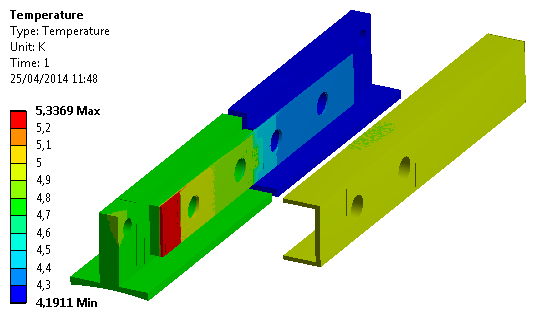 Temperature
Type: Temperature
Unit: K
Time: 1
25/04/2014 11:48
5,3369 Max
5,2
5,1
5
4,9
4,8
4,7
4,6
4,5
4,4
4,3
4,1911 Min